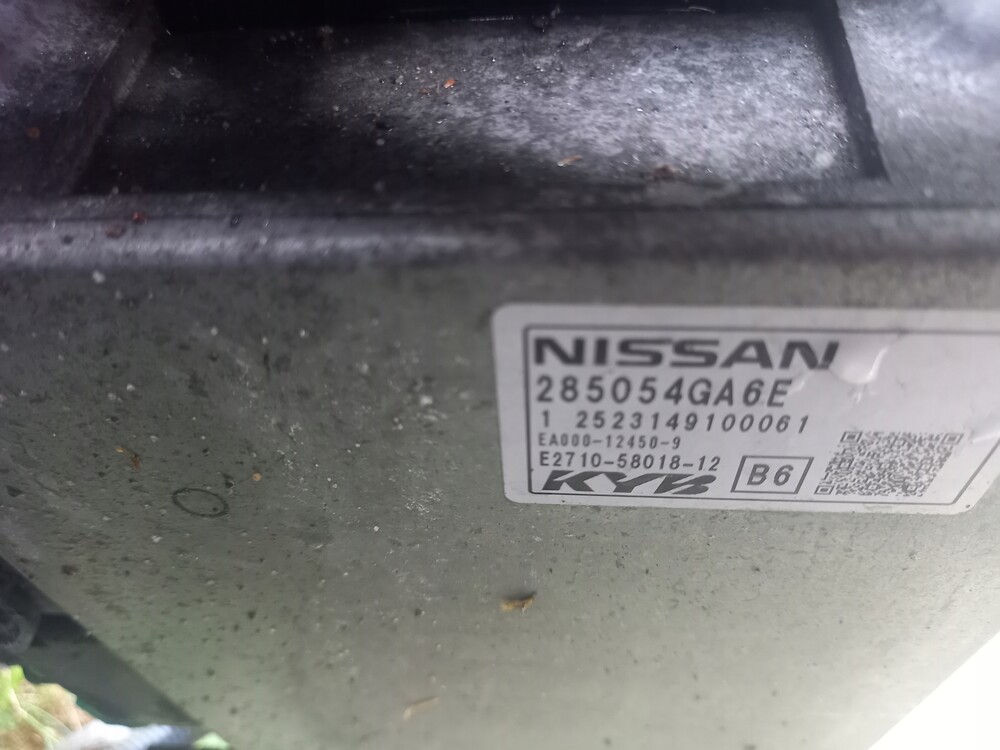 NISSAN
285054GA6E
1 2523149100061
EA000-12450-9
E2710-58018-12
KYB
B6